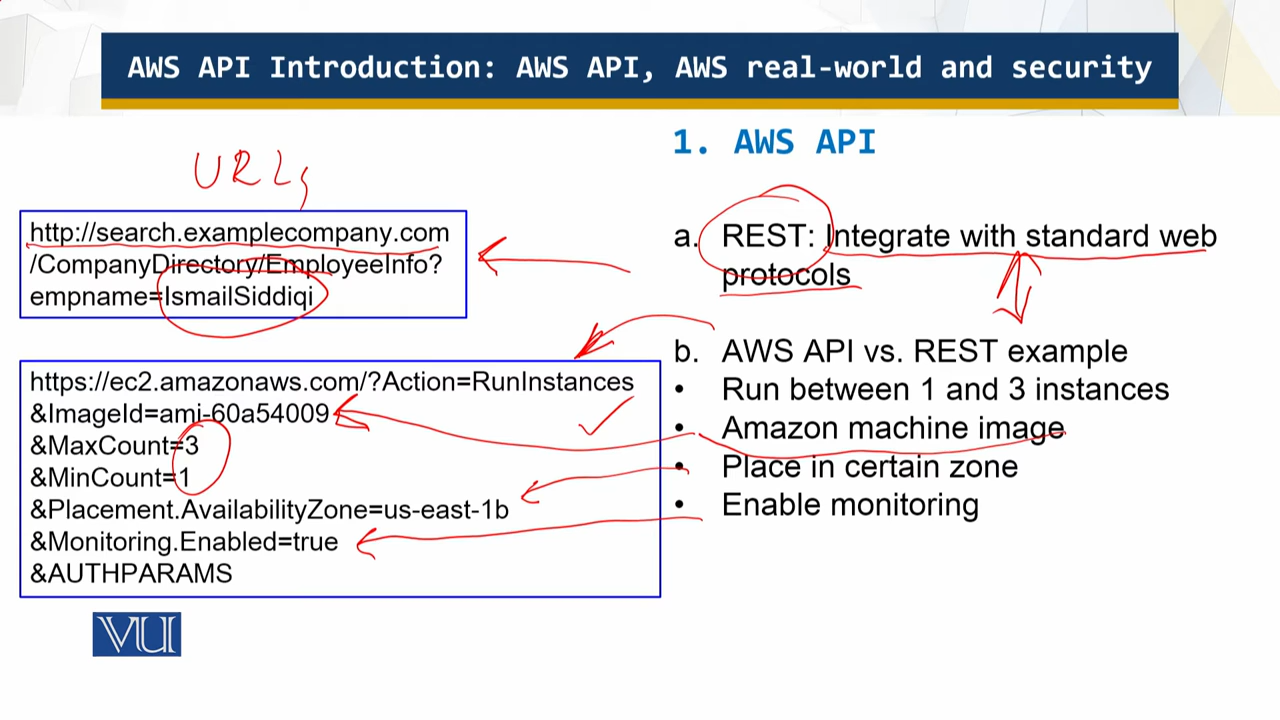 AWS API Introduction: AWS API, AWS real-world and security
URLs
http://search.examplecompany.com
/CompanyDirectory/EmployeeInfo?
empname=IsmailSiddiqi
https://ec2.amazonaws.com/?Action=RunInstances
&ImageId=ami-60a54009
&MaxCount=3
&MinCount=1
&Placement.AvailabilityZone=us-east-1b
&Monitoring.Enabled=true
&AUTHPARAMS
VU
1. AWS API
a. REST: Integrate with standard web
protocols
b. AWS API vs. REST example
• Run between 1 and 3 instances
• Amazon machine image
• Place in certain zone
• Enable monitoring